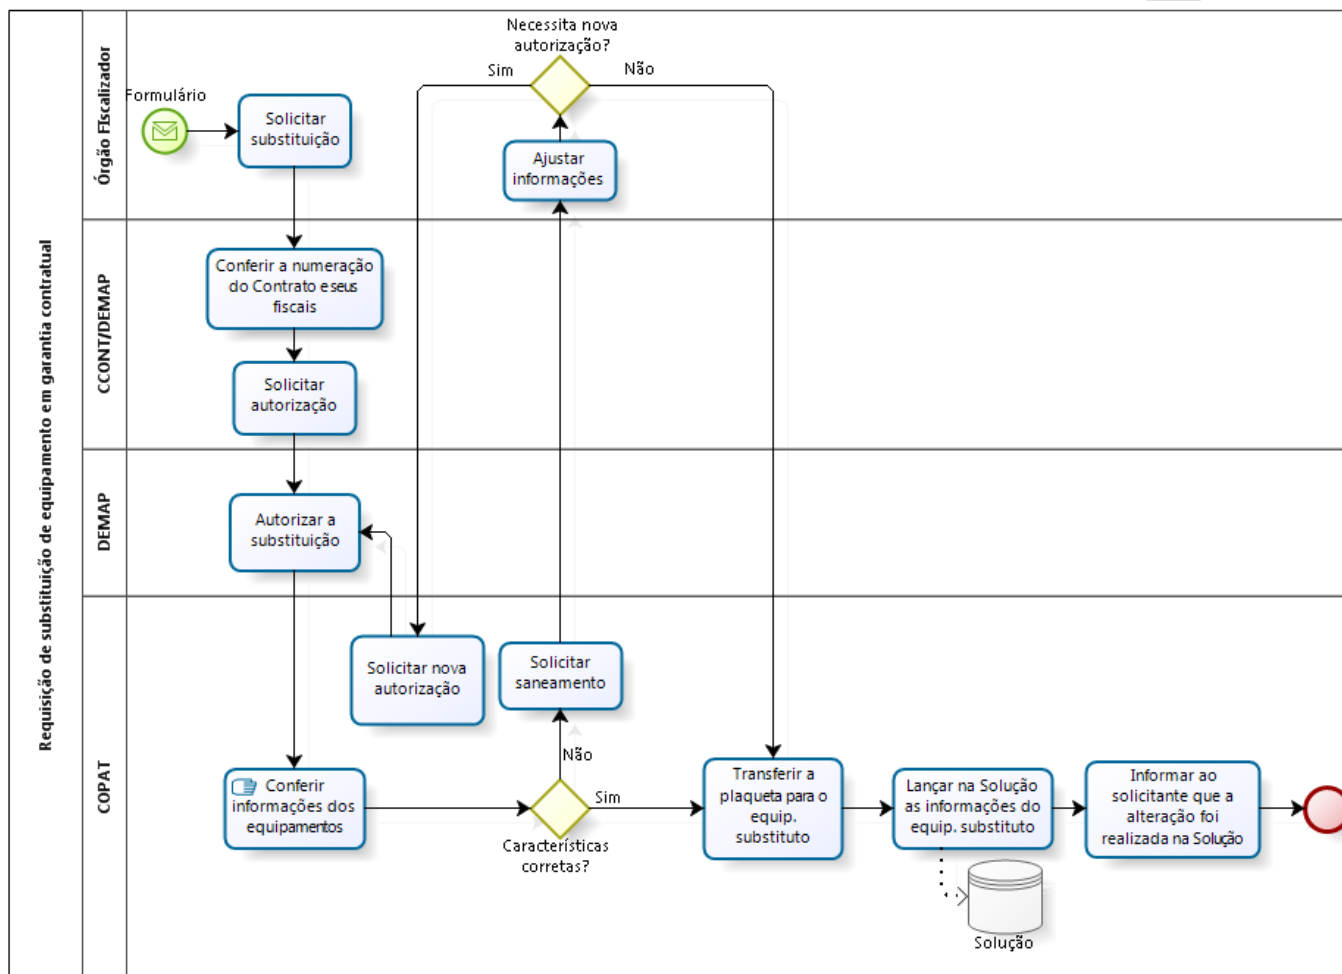 Requisição de substituição de equipamento em garantia contratual
Órgão FIscalizador
Formulário
Solicitar
substituição
Necessita nova
autorização?
Sim
Não
Ajustar
informações
CCONT/DEMAP
Conferir a numeração
do Contrato e seus
fiscais
Solicitar
autorização
DEMAP
Autorizar a
substituição
COPAT
Solicitar nova
autorização
Solicitar
saneamento
Não
Conferir
informações dos
equipamentos
Sim
Características
corretas?
Transferir a
plaqueta para o
equip.
substituto
Lançar na Solução
as informações do
equip. substituto
Informar ao
solicitante que a
alteração foi
realizada na Solução
Solução